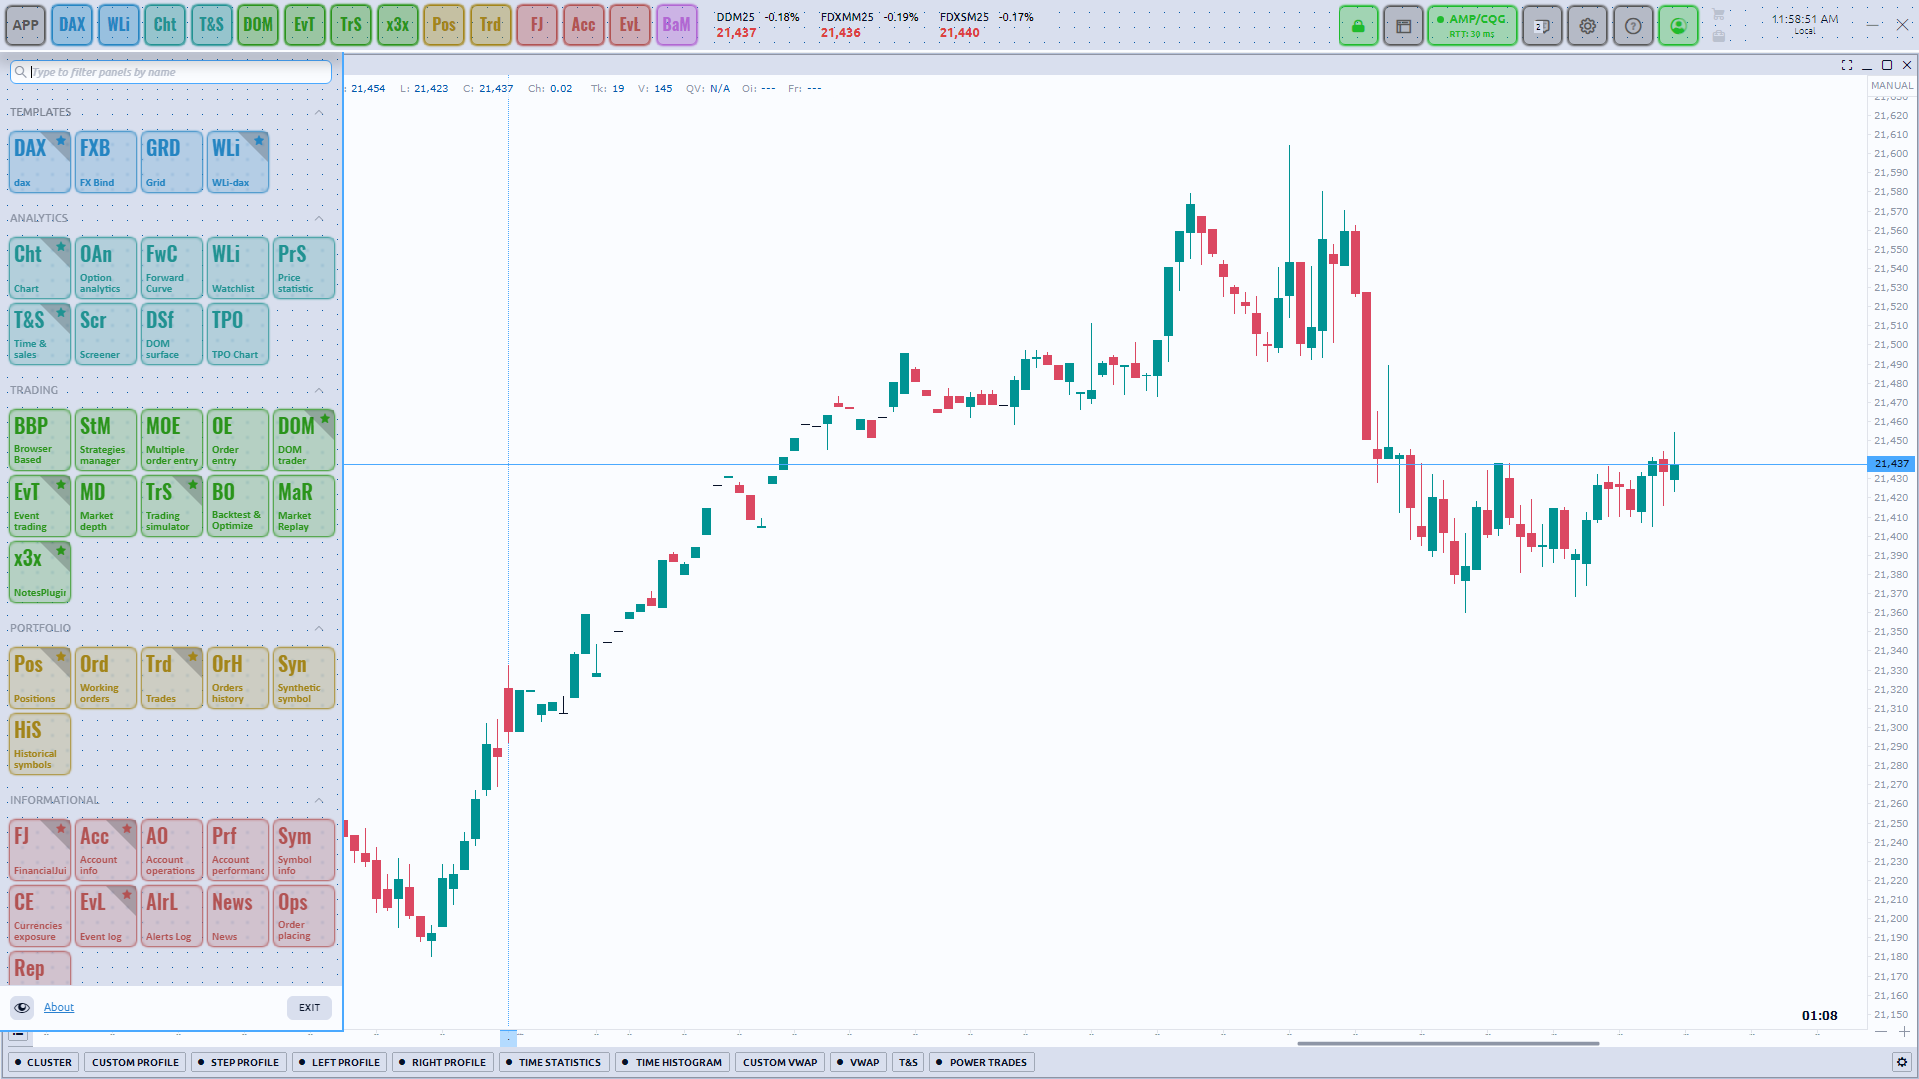 APP DAX WLi Cht T&S DOM EvT TrS x3x Pos Trd FJ Acc EvL BaM
DDM25 -0.18% FDXMM25 -0.19% FDXSM25 -0.17%
21,437 21,436 21,440
AMP/CQG
RTT: 30 ms
2
11:58:51 AM
Local
Type to filter panels by name
TEMPLATES
DAX FXB GRD WLi
dax FX Bind Grid WLi-dax
ANALYTICS
Cht OAn FwC WLi PrS
Chart Option analytics Forward Curve Watchlist Price statistic
T&S Scr DSf TPO
Time & sales Screener DOM surface TPO Chart
TRADING
BBP StM MOE OE DOM
Browser Based Strategies manager Multiple order entry Order entry DOM trader
EvT MD TrS BO MaR
Event trading Market depth Trading simulator Backtest & Optimize Market Replay
x3x
NotesPlugin
PORTFOLIO
Pos Ord Trd OrH Syn
Positions Working orders Trades Orders history Synthetic symbol
HiS
Historical symbols
INFORMATIONAL
FJ Acc AO Prf Sym
FinancialJui Account info Account operations Account performanc Symbol info
CE EvL AlrL News Ops
Currencies exposure Event log Alerts Log News Order placing
Rep
About EXIT
: 21,454 L: 21,423 C: 21,437 Ch: 0.02 Tk: 19 V: 145 QV: N/A Oi: --- Fr: ---
MANUAL
21,620
21,610
21,600
21,590
21,580
21,570
21,560
21,550
21,540
21,530
21,520
21,510
21,500
21,490
21,480
21,470
21,460
21,450
21,437
21,430
21,420
21,410
21,400
21,390
21,380
21,370
21,360
21,350
21,340
21,330
21,320
21,310
21,300
21,290
21,280
21,270
21,260
21,250
21,240
21,230
21,220
21,210
21,200
21,190
21,180
21,170
21,160
21,150
01:08
CLUSTER CUSTOM PROFILE STEP PROFILE LEFT PROFILE RIGHT PROFILE TIME STATISTICS TIME HISTOGRAM CUSTOM VWAP VWAP T&S POWER TRADES